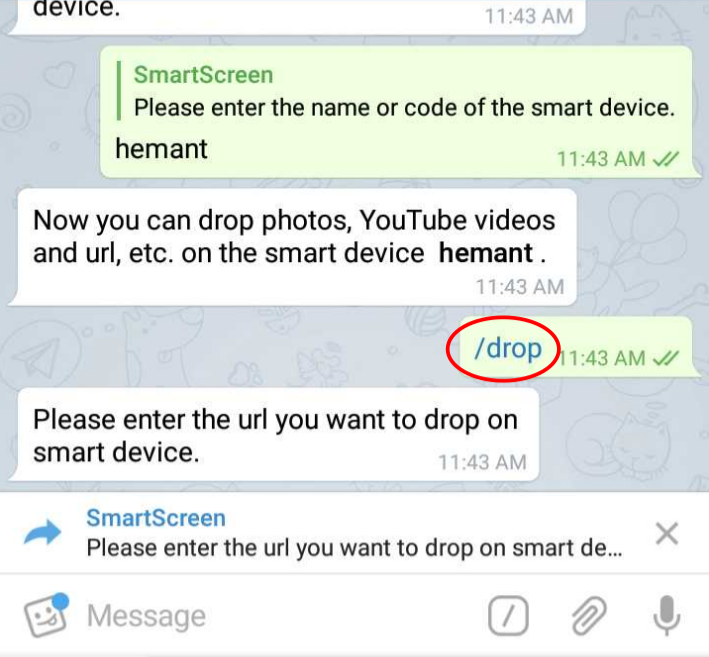 device.
11:43 AM
SmartScreen
Please enter the name or code of the smart device.
hemant
11:43 AM
Now you can drop photos, YouTube videos
and url, etc. on the smart device hemant .
11:43 AM
/drop
11:43 AM
Please enter the url you want to drop on
smart device.
11:43 AM
SmartScreen
Please enter the url you want to drop on smart de...
Message